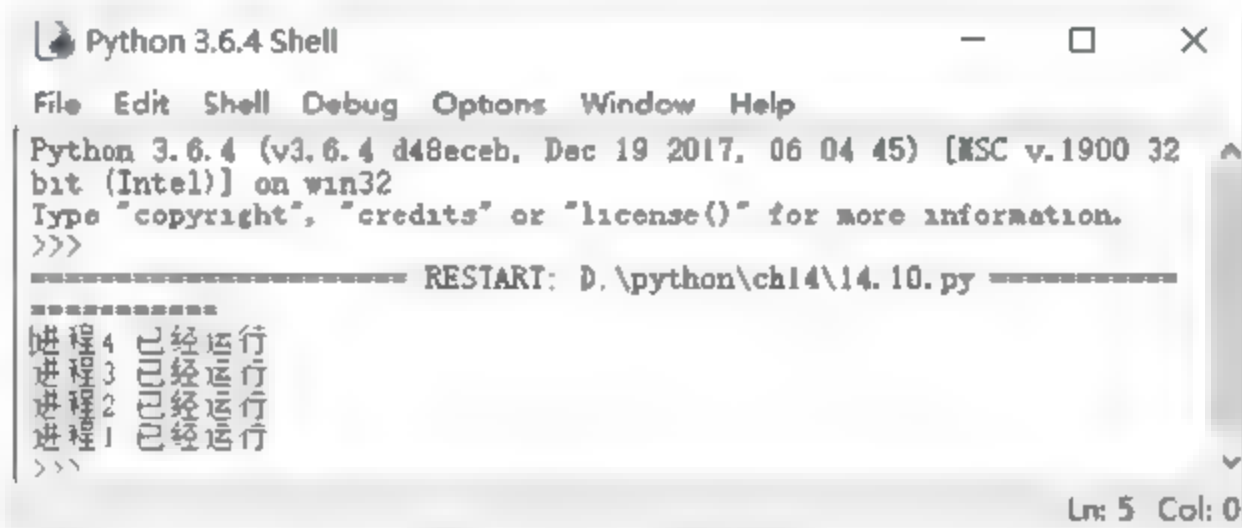 Python 3.6.4 Shell
File Edit Shell Debug Options Window Help
Python 3.6.4 (v3.6.4 d48eceb, Dec 19 2017, 06 04 45) [MSC v.1900 32
bit (Intel)] on win32
Type "copyright", "credits" or "license()" for more information.
>>>
====================== RESTART: D.\python\ch14\14.10.py ===========
===========
进程4 已经运行
进程3 已经运行
进程2 已经运行
进程1 已经运行
>>>
Ln: 5 Col: 0